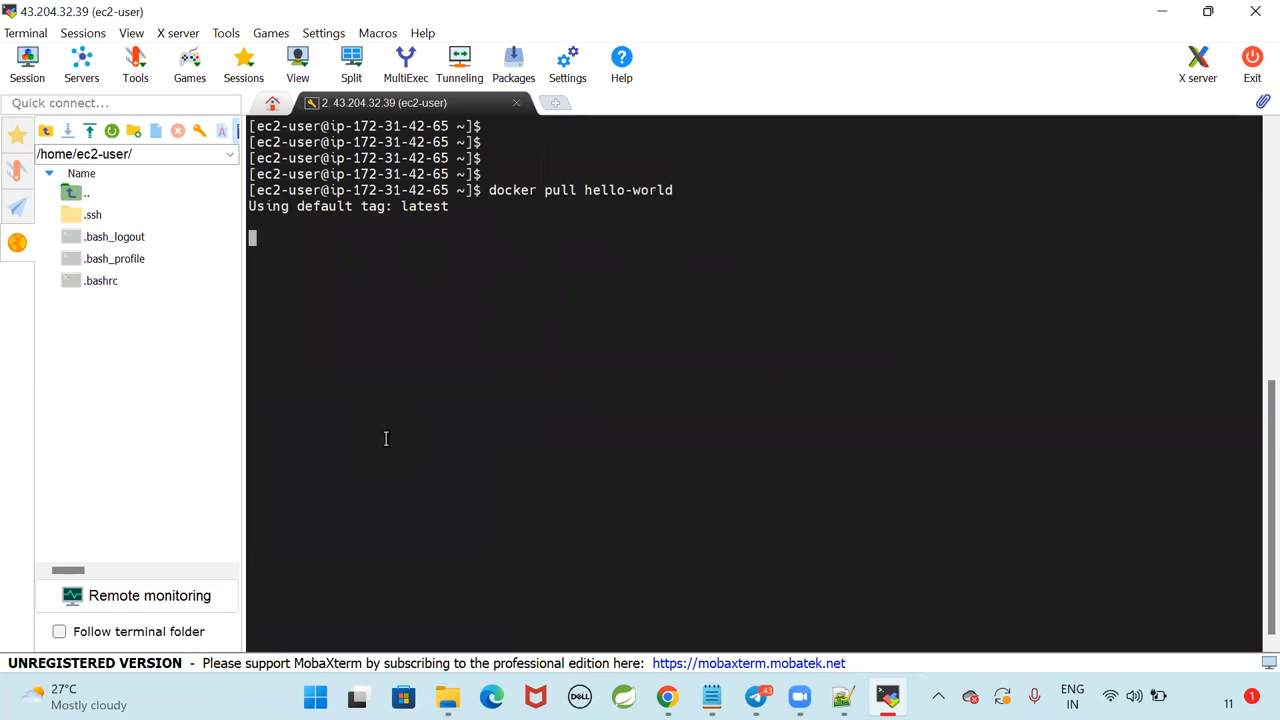 43.204.32.39 (ec2-user)
Terminal Sessions View X server Tools Games Settings Macros Help
Session Servers Tools Games Sessions View Split MultiExec Tunneling Packages Settings Help X server Exit
Quick connect...
2. 43.204.32.39 (ec2-user)
/home/ec2-user/
Name
..
.ssh
.bash_logout
.bash_profile
.bashrc
[ec2-user@ip-172-31-42-65 ~]$
[ec2-user@ip-172-31-42-65 ~]$
[ec2-user@ip-172-31-42-65 ~]$
[ec2-user@ip-172-31-42-65 ~]$
[ec2-user@ip-172-31-42-65 ~]$ docker pull hello-world
Using default tag: latest
Remote monitoring
Follow terminal folder
UNREGISTERED VERSION - Please support MobaXterm by subscribing to the professional edition here: https://mobaxterm.mobatek.net
27°C
Mostly cloudy
DELL
43
ENG
IN
11
1